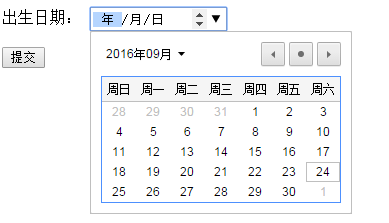 出生日期： 年/月/日
2016年09月
提交
周日 周一 周二 周三 周四 周五 周六
28 29 30 31 1 2 3
4 5 6 7 8 9 10
11 12 13 14 15 16 17
18 19 20 21 22 23 24
25 26 27 28 29 30 1